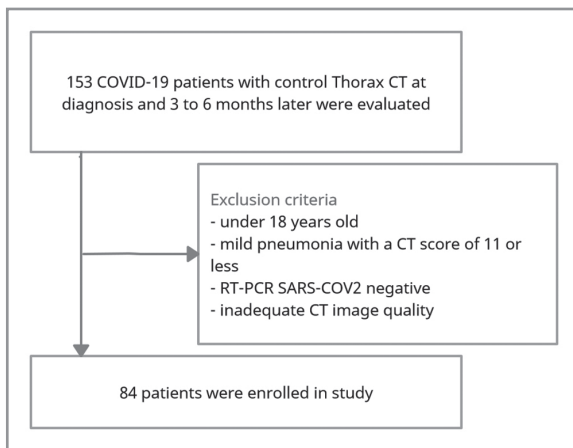 153 COVID-19 patients with control Thorax CT at
diagnosis and 3 to 6 months later were evaluated
Exclusion criteria
- under 18 years old
- mild pneumonia with a CT score of 11 or
less
- RT-PCR SARS-COV2 negative
- inadequate CT image quality
84 patients were enrolled in study